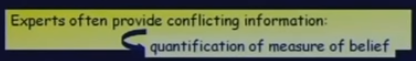 Experts often provide conflicting information:
quantification of measure of belief